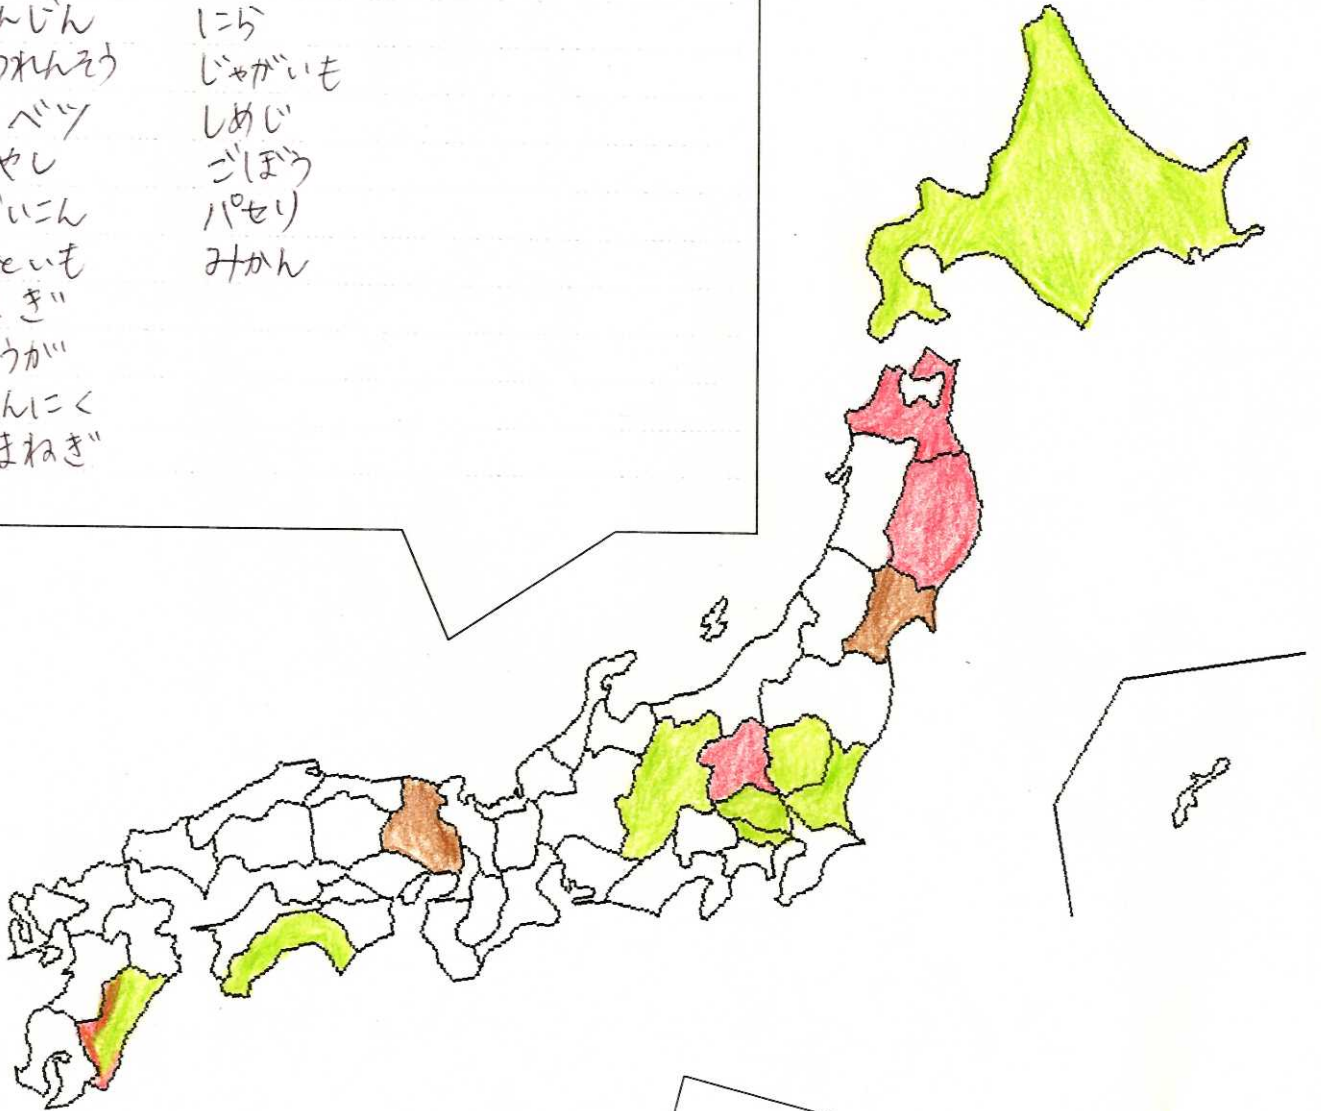 んじん
うれんそう
ベツ
やし
いこん
といも
ぎ
うが
んにく
まねぎ
にら
じゃがいも
しめじ
ごぼう
パセリ
みかん